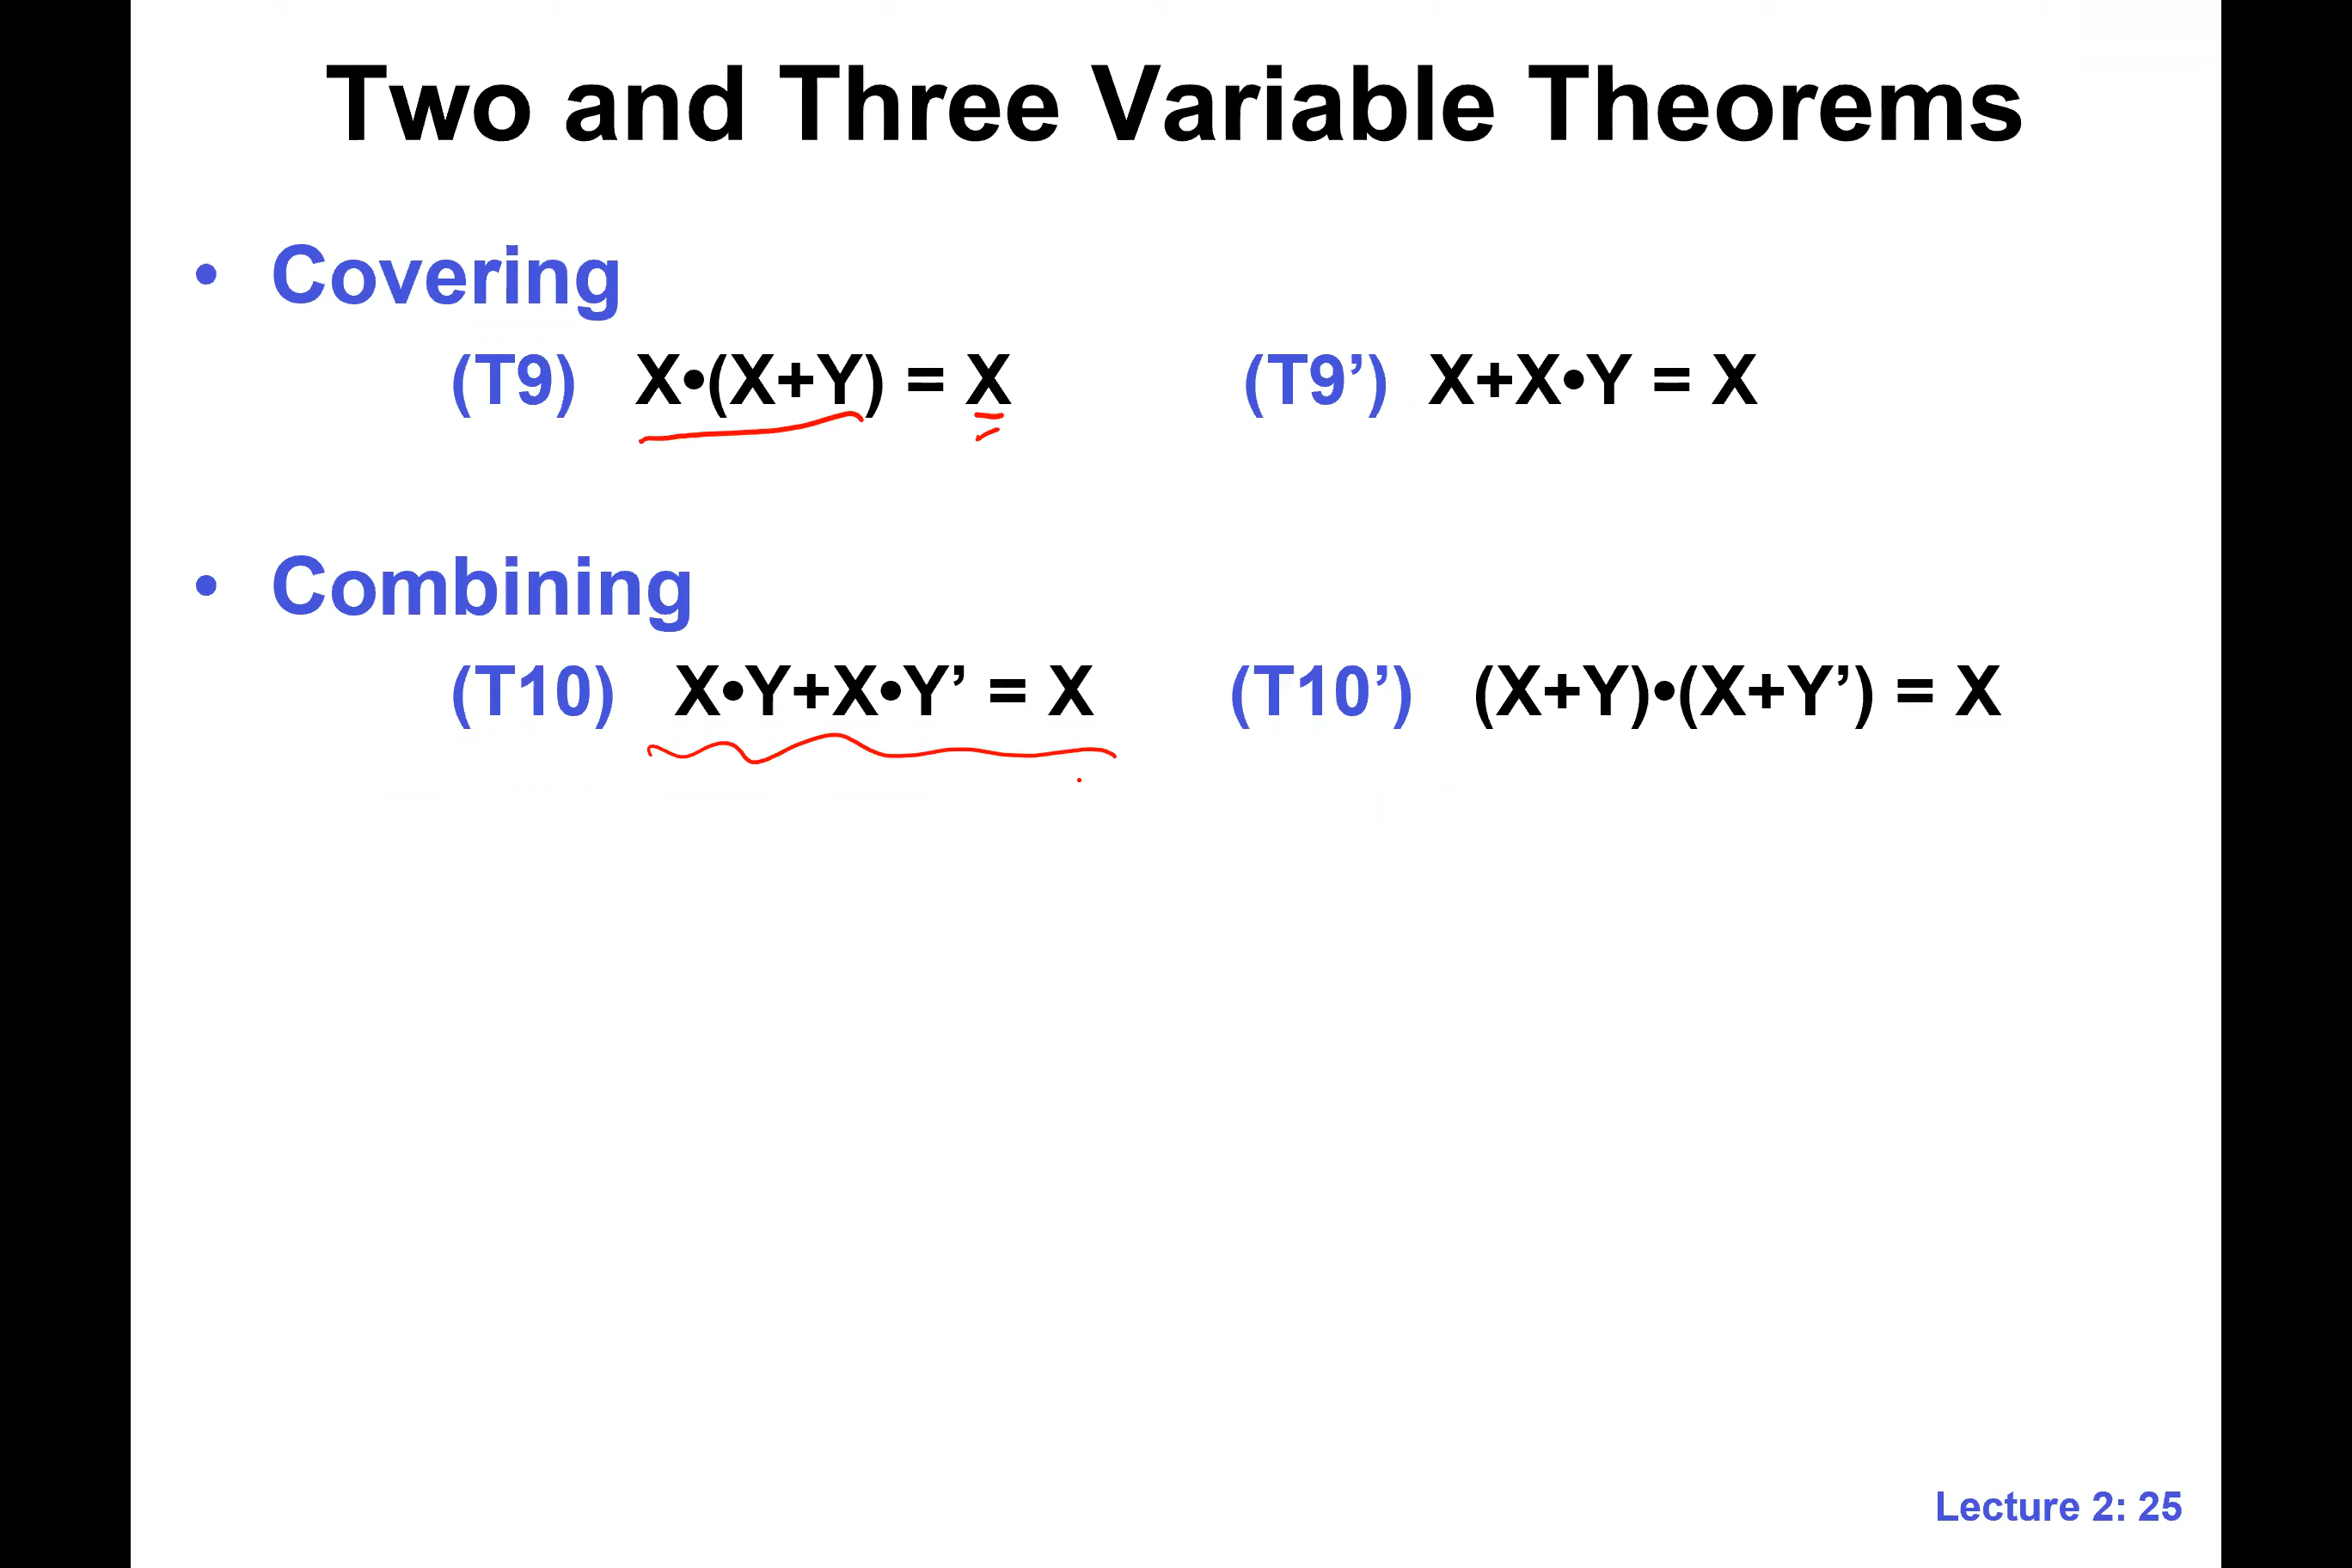 Two and Three Variable Theorems
• Covering
(T9) X•(X+Y) = X (T9’) X+X•Y = X
• Combining
(T10) X•Y+X•Y’ = X (T10’) (X+Y)•(X+Y’) = X
Lecture 2: 25